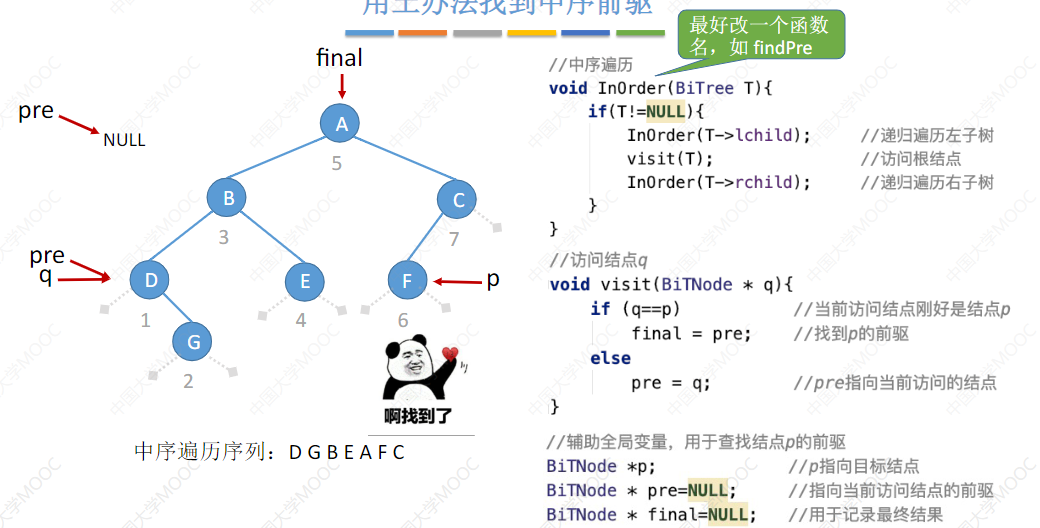 用土办法找到中序前驱
最好改一个函数
名，如 findPre
final
pre
NULL
A
5
B
3
C
7
pre
q
D
1
E
4
F
6
p
G
2
啊找到了
中序遍历序列：D G B E A F C
//中序遍历
void InOrder(BiTree T){
if(T!=NULL){
InOrder(T->lchild); //递归遍历左子树
visit(T); //访问根结点
InOrder(T->rchild); //递归遍历右子树
}
}
//访问结点q
void visit(BiTNode * q){
if (q==p) //当前访问结点刚好是结点p
final = pre; //找到p的前驱
else
pre = q; //pre指向当前访问的结点
}
//辅助全局变量，用于查找结点p的前驱
BiTNode *p; //p指向目标结点
BiTNode * pre=NULL; //指向当前访问结点的前驱
BiTNode * final=NULL; //用于记录最终结果
中国大学MOOC